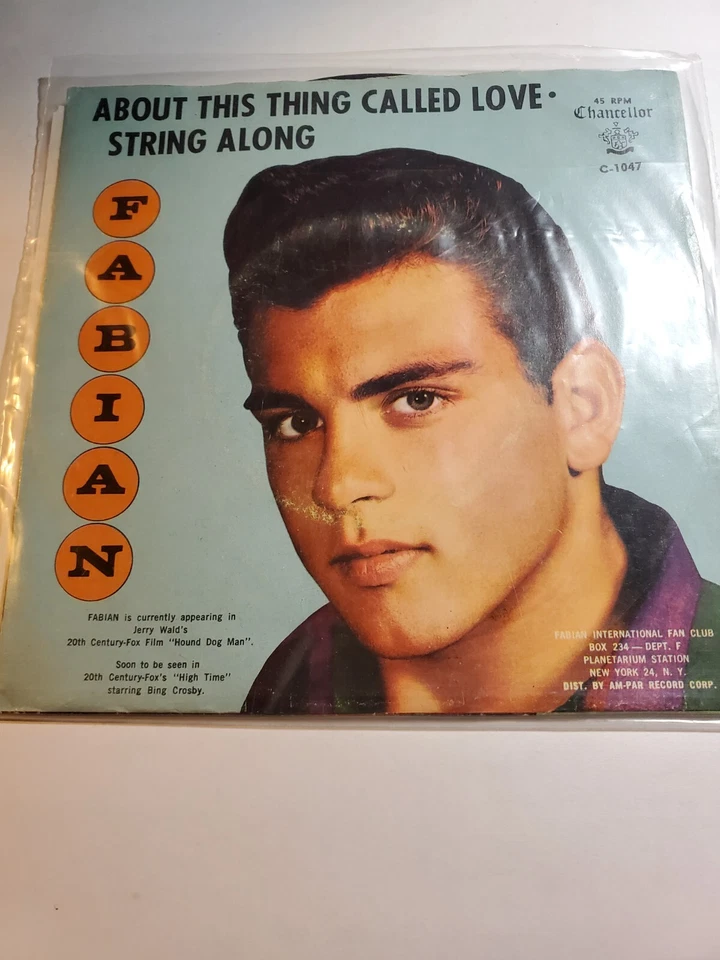 ABOUT THIS THING CALLED LOVE •
STRING ALONG
45 RPM
Chancellor
C-1047
F
A
B
I
A
N
FABIAN is currently appearing in
Jerry Wald's
20th Century-Fox Film "Hound Dog Man".
Soon to be seen in
20th Century-Fox's "High Time"
starring Bing Crosby.
FABIAN INTERNATIONAL FAN CLUB
BOX 234 — DEPT. F
PLANETARIUM STATION
NEW YORK 24, N. Y.
DIST. BY AM-PAR RECORD CORP.